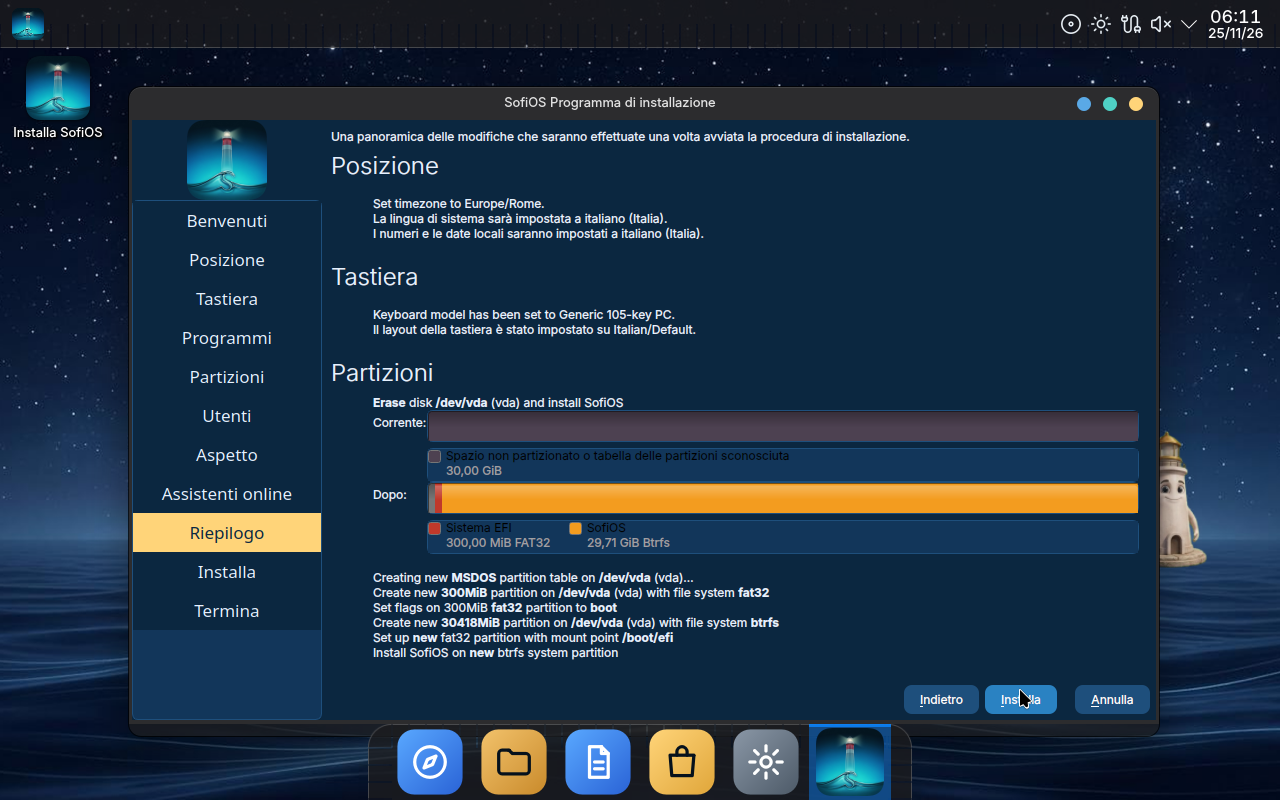 06:11
25/11/26
Installa SofiOS
SofiOS Programma di installazione
Benvenuti
Posizione
Tastiera
Programmi
Partizioni
Utenti
Aspetto
Assistenti online
Riepilogo
Installa
Termina
Una panoramica delle modifiche che saranno effettuate una volta avviata la procedura di installazione.
Posizione
Set timezone to Europe/Rome.
La lingua di sistema sarà impostata a italiano (Italia).
I numeri e le date locali saranno impostati a italiano (Italia).
Tastiera
Keyboard model has been set to Generic 105-key PC.
Il layout della tastiera è stato impostato su Italian/Default.
Partizioni
Erase disk /dev/vda (vda) and install SofiOS
Corrente:
Spazio non partizionato o tabella delle partizioni sconosciuta
30,00 GiB
Dopo:
Sistema EFI SofiOS
300,00 MiB FAT32 29,71 GiB Btrfs
Creating new MSDOS partition table on /dev/vda (vda)...
Create new 300MiB partition on /dev/vda (vda) with file system fat32
Set flags on 300MiB fat32 partition to boot
Create new 30418MiB partition on /dev/vda (vda) with file system btrfs
Set up new fat32 partition with mount point /boot/efi
Install SofiOS on new btrfs system partition
Indietro Installa Annulla